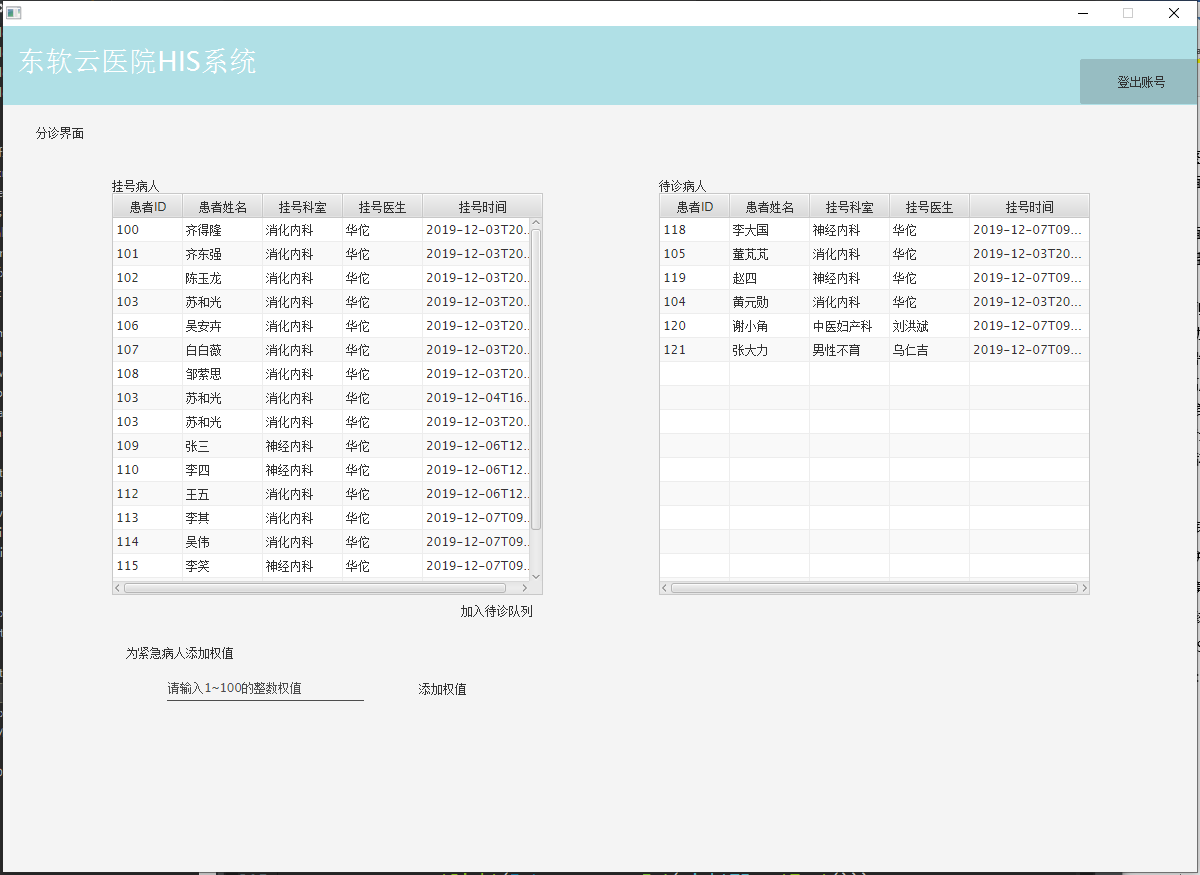 东软云医院HIS系统
登出账号
分诊界面
挂号病人
患者ID 患者姓名 挂号科室 挂号医生 挂号时间
100 齐得隆 消化内科 华佗 2019-12-03T20..
101 齐东强 消化内科 华佗 2019-12-03T20..
102 陈玉龙 消化内科 华佗 2019-12-03T20..
103 苏和光 消化内科 华佗 2019-12-03T20..
106 吴安卉 消化内科 华佗 2019-12-03T20..
107 白白薇 消化内科 华佗 2019-12-03T20..
108 邹萦思 消化内科 华佗 2019-12-03T20..
103 苏和光 消化内科 华佗 2019-12-04T16..
103 苏和光 消化内科 华佗 2019-12-03T20..
109 张三 神经内科 华佗 2019-12-06T12..
110 李四 神经内科 华佗 2019-12-06T12..
112 王五 消化内科 华佗 2019-12-06T12..
113 李其 消化内科 华佗 2019-12-07T09..
114 吴伟 消化内科 华佗 2019-12-07T09..
115 李笑 神经内科 华佗 2019-12-07T09..
加入待诊队列
待诊病人
患者ID 患者姓名 挂号科室 挂号医生 挂号时间
118 李大国 神经内科 华佗 2019-12-07T09...
105 董芃芃 消化内科 华佗 2019-12-03T20...
119 赵四 神经内科 华佗 2019-12-07T09...
104 黄元勋 消化内科 华佗 2019-12-03T20...
120 谢小角 中医妇产科 刘洪斌 2019-12-07T09...
121 张大力 男性不育 乌仁吉 2019-12-07T09...
为紧急病人添加权值
请输入1~100的整数权值
添加权值